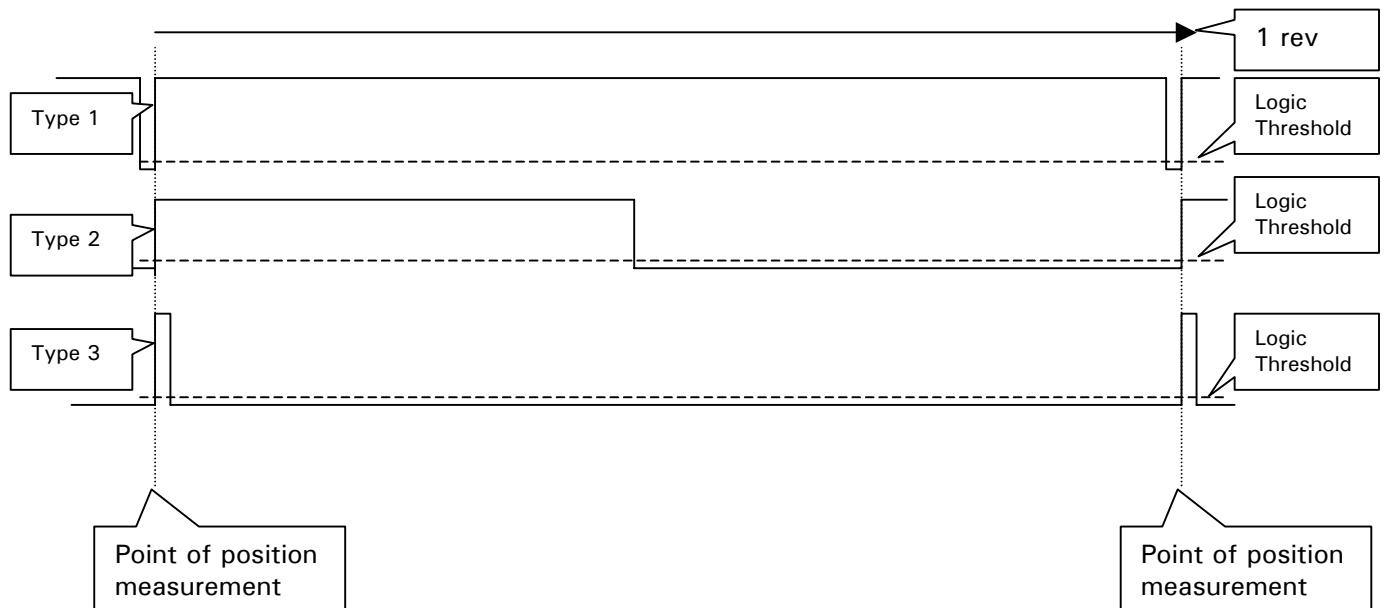 1 rev
Type 1
Logic
Threshold
Type 2
Logic
Threshold
Type 3
Logic
Threshold
Point of position
measurement
Point of position
measurement